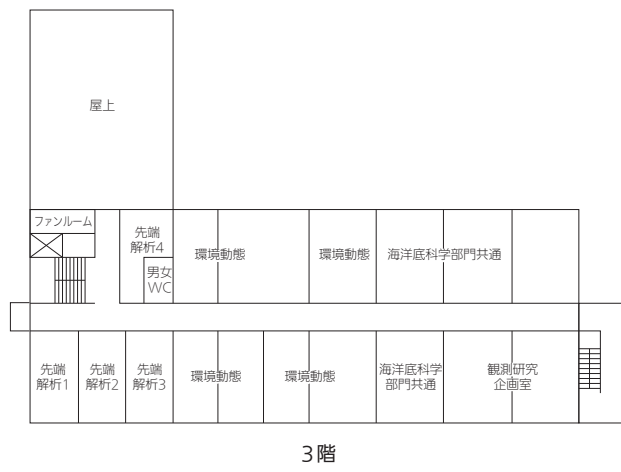 屋上
ファンルーム
先端
解析4
環境動態
環境動態
海洋底科学部門共通
男女
WC
先端
解析1
先端
解析2
先端
解析3
環境動態
環境動態
海洋底科学
部門共通
観測研究
企画室
3階